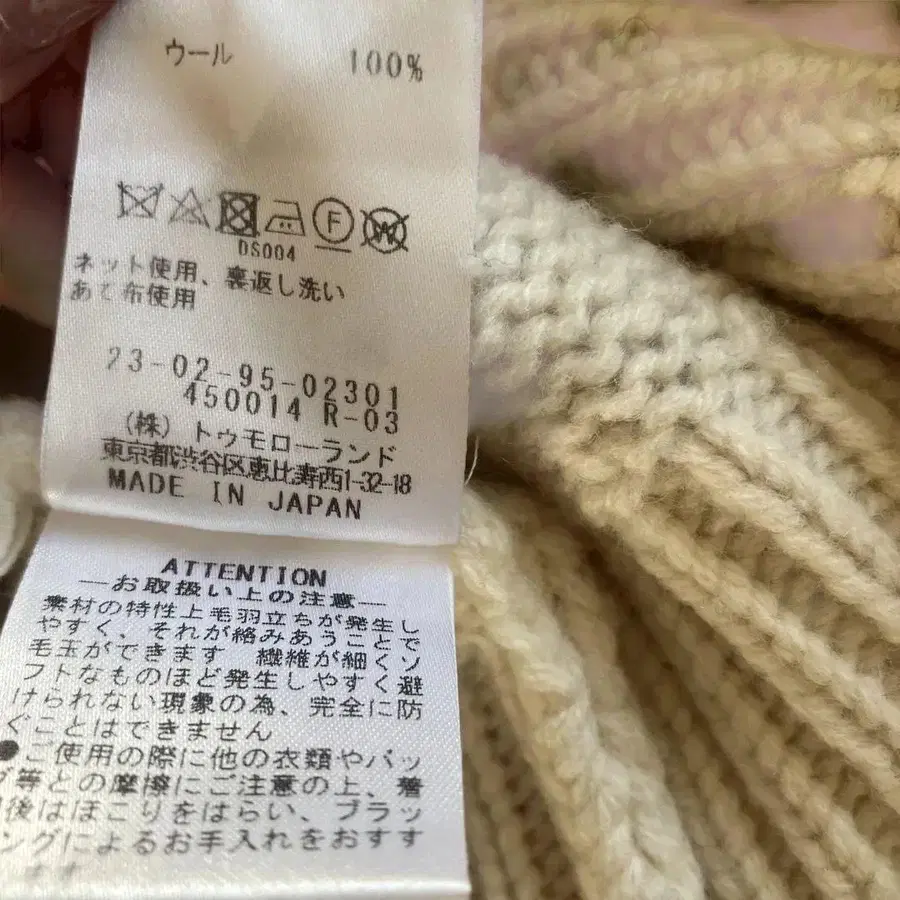 ウール 100%
F W
DS004
ネット使用、裏返し洗い
あて布使用
23-02-95-02301
450014 R-03
(株) トゥモローランド
東京都渋谷区恵比寿西1-32-18
MADE IN JAPAN
ATTENTION
—お取扱い上の注意—
素材の特性上毛羽立ちが発生し
やすく、それが絡みあうことで
毛玉ができます 繊維が細くソ
フトなものほど発生しやすく避
けられない現象の為、完全に防
ぐことはできません
●ご使用の際に他の衣類やバッ
グ等との摩擦にご注意の上、着
後はほこりをはらい、ブラッ
ングによるお手入れをおすす
ます